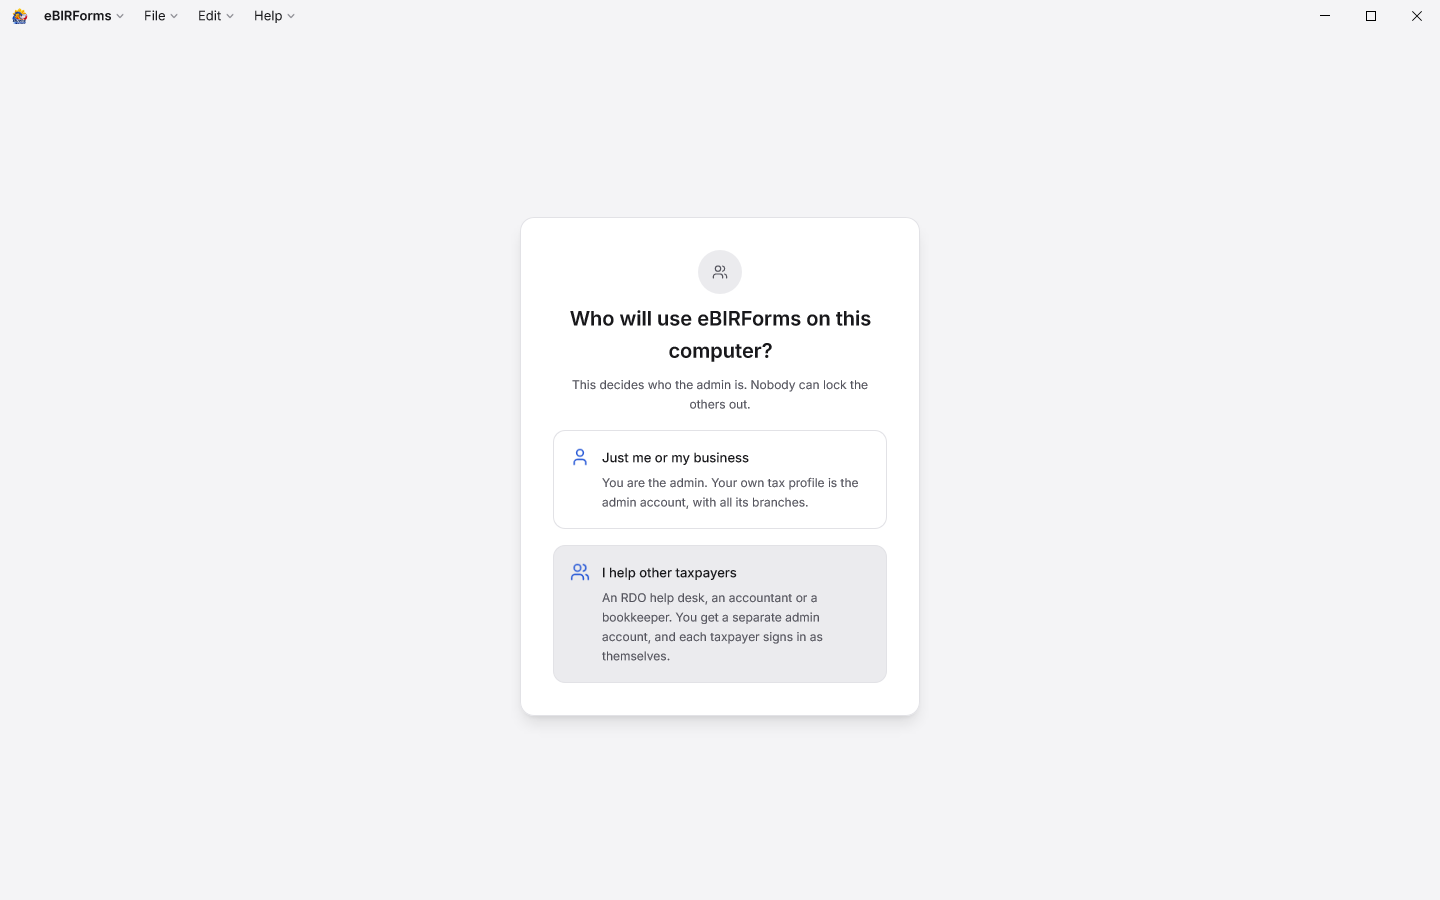 eBIRForms File Edit Help
Who will use eBIRForms on this
computer?
This decides who the admin is. Nobody can lock the
others out.
Just me or my business
You are the admin. Your own tax profile is the
admin account, with all its branches.
I help other taxpayers
An RDO help desk, an accountant or a
bookkeeper. You get a separate admin
account, and each taxpayer signs in as
themselves.